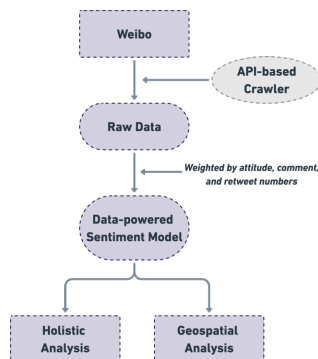 Weibo
API-based
Crawler
Raw Data
Weighted by attitude, comment,
and retweet numbers
Data-powered
Sentiment Model
Holistic
Analysis
Geospatial
Analysis